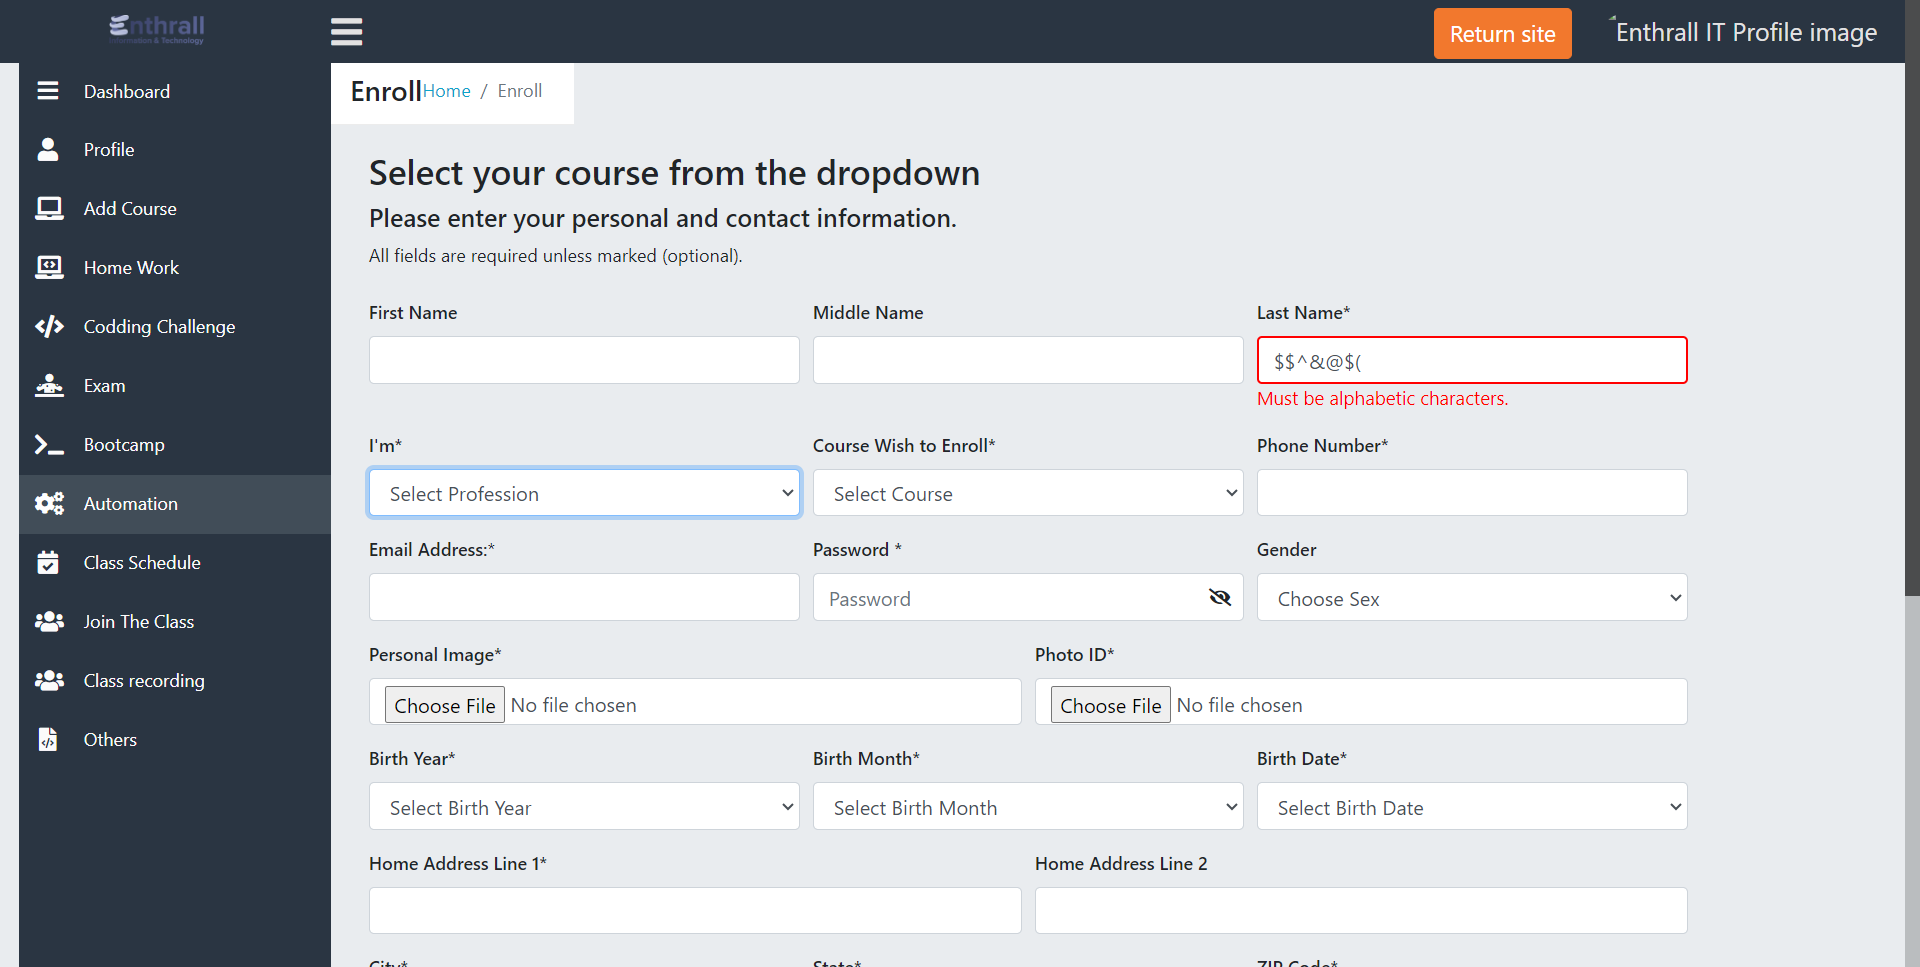 Enthrall
Information & Technology
Return site
Enthrall IT Profile image
Dashboard
Profile
Add Course
Home Work
Codding Challenge
Exam
Bootcamp
Automation
Class Schedule
Join The Class
Class recording
Others
Enroll Home / Enroll
Select your course from the dropdown
Please enter your personal and contact information.
All fields are required unless marked (optional).
First Name Middle Name Last Name*
$$^&@$(
Must be alphabetic characters.
I'm* Course Wish to Enroll* Phone Number*
Select Profession Select Course
Email Address:* Password * Gender
Password Choose Sex
Personal Image* Photo ID*
Choose File No file chosen Choose File No file chosen
Birth Year* Birth Month* Birth Date*
Select Birth Year Select Birth Month Select Birth Date
Home Address Line 1* Home Address Line 2
City* State* ZIP Code*